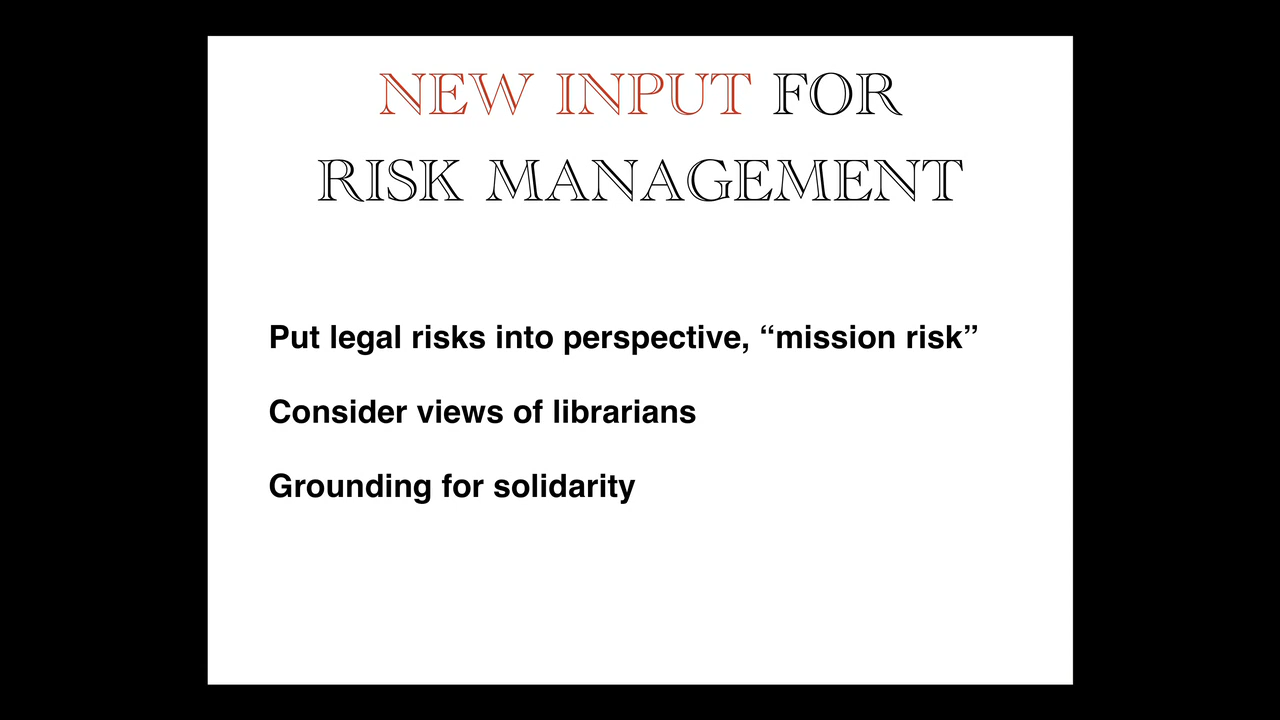 NEW INPUT FOR
RISK MANAGEMENT
Put legal risks into perspective, “mission risk”
Consider views of librarians
Grounding for solidarity